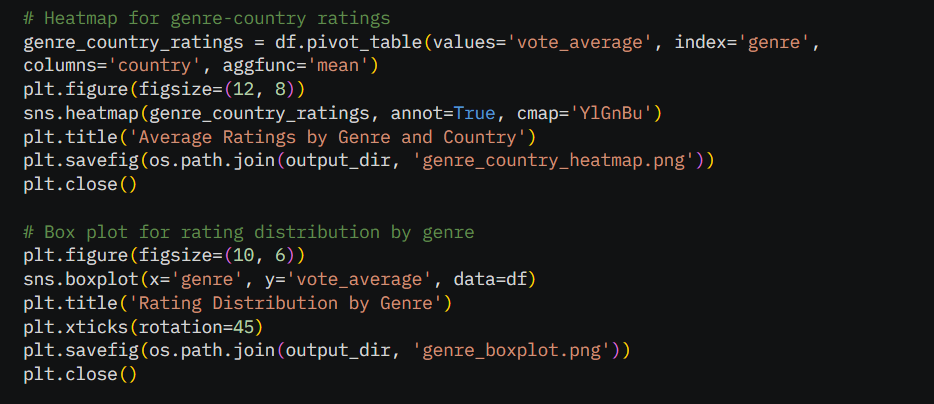 # Heatmap for genre-country ratings
genre_country_ratings = df.pivot_table(values='vote_average', index='genre',
columns='country', aggfunc='mean')
plt.figure(figsize=(12, 8))
sns.heatmap(genre_country_ratings, annot=True, cmap='YlGnBu')
plt.title('Average Ratings by Genre and Country')
plt.savefig(os.path.join(output_dir, 'genre_country_heatmap.png'))
plt.close()

# Box plot for rating distribution by genre
plt.figure(figsize=(10, 6))
sns.boxplot(x='genre', y='vote_average', data=df)
plt.title('Rating Distribution by Genre')
plt.xticks(rotation=45)
plt.savefig(os.path.join(output_dir, 'genre_boxplot.png'))
plt.close()